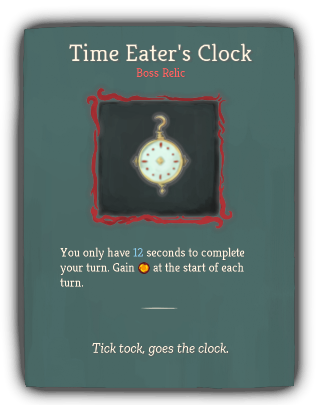 Time Eater's Clock
Boss Relic
You only have 12 seconds to complete
your turn. Gain at the start of each
turn.
Tick tock, goes the clock.